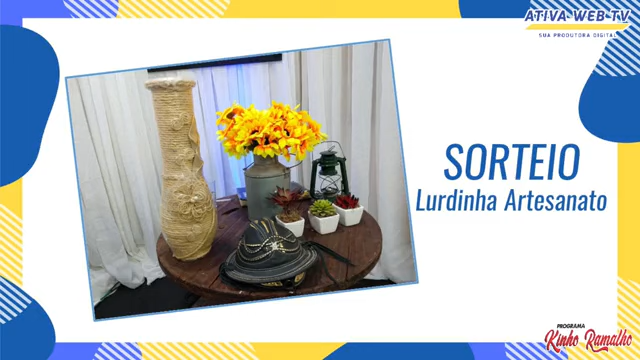 ATIVA WEB TV
SUA PRODUTORA DIGITAL
SORTEIO
Lurdinha Artesanato
PROGRAMA
Kinho Ramalho